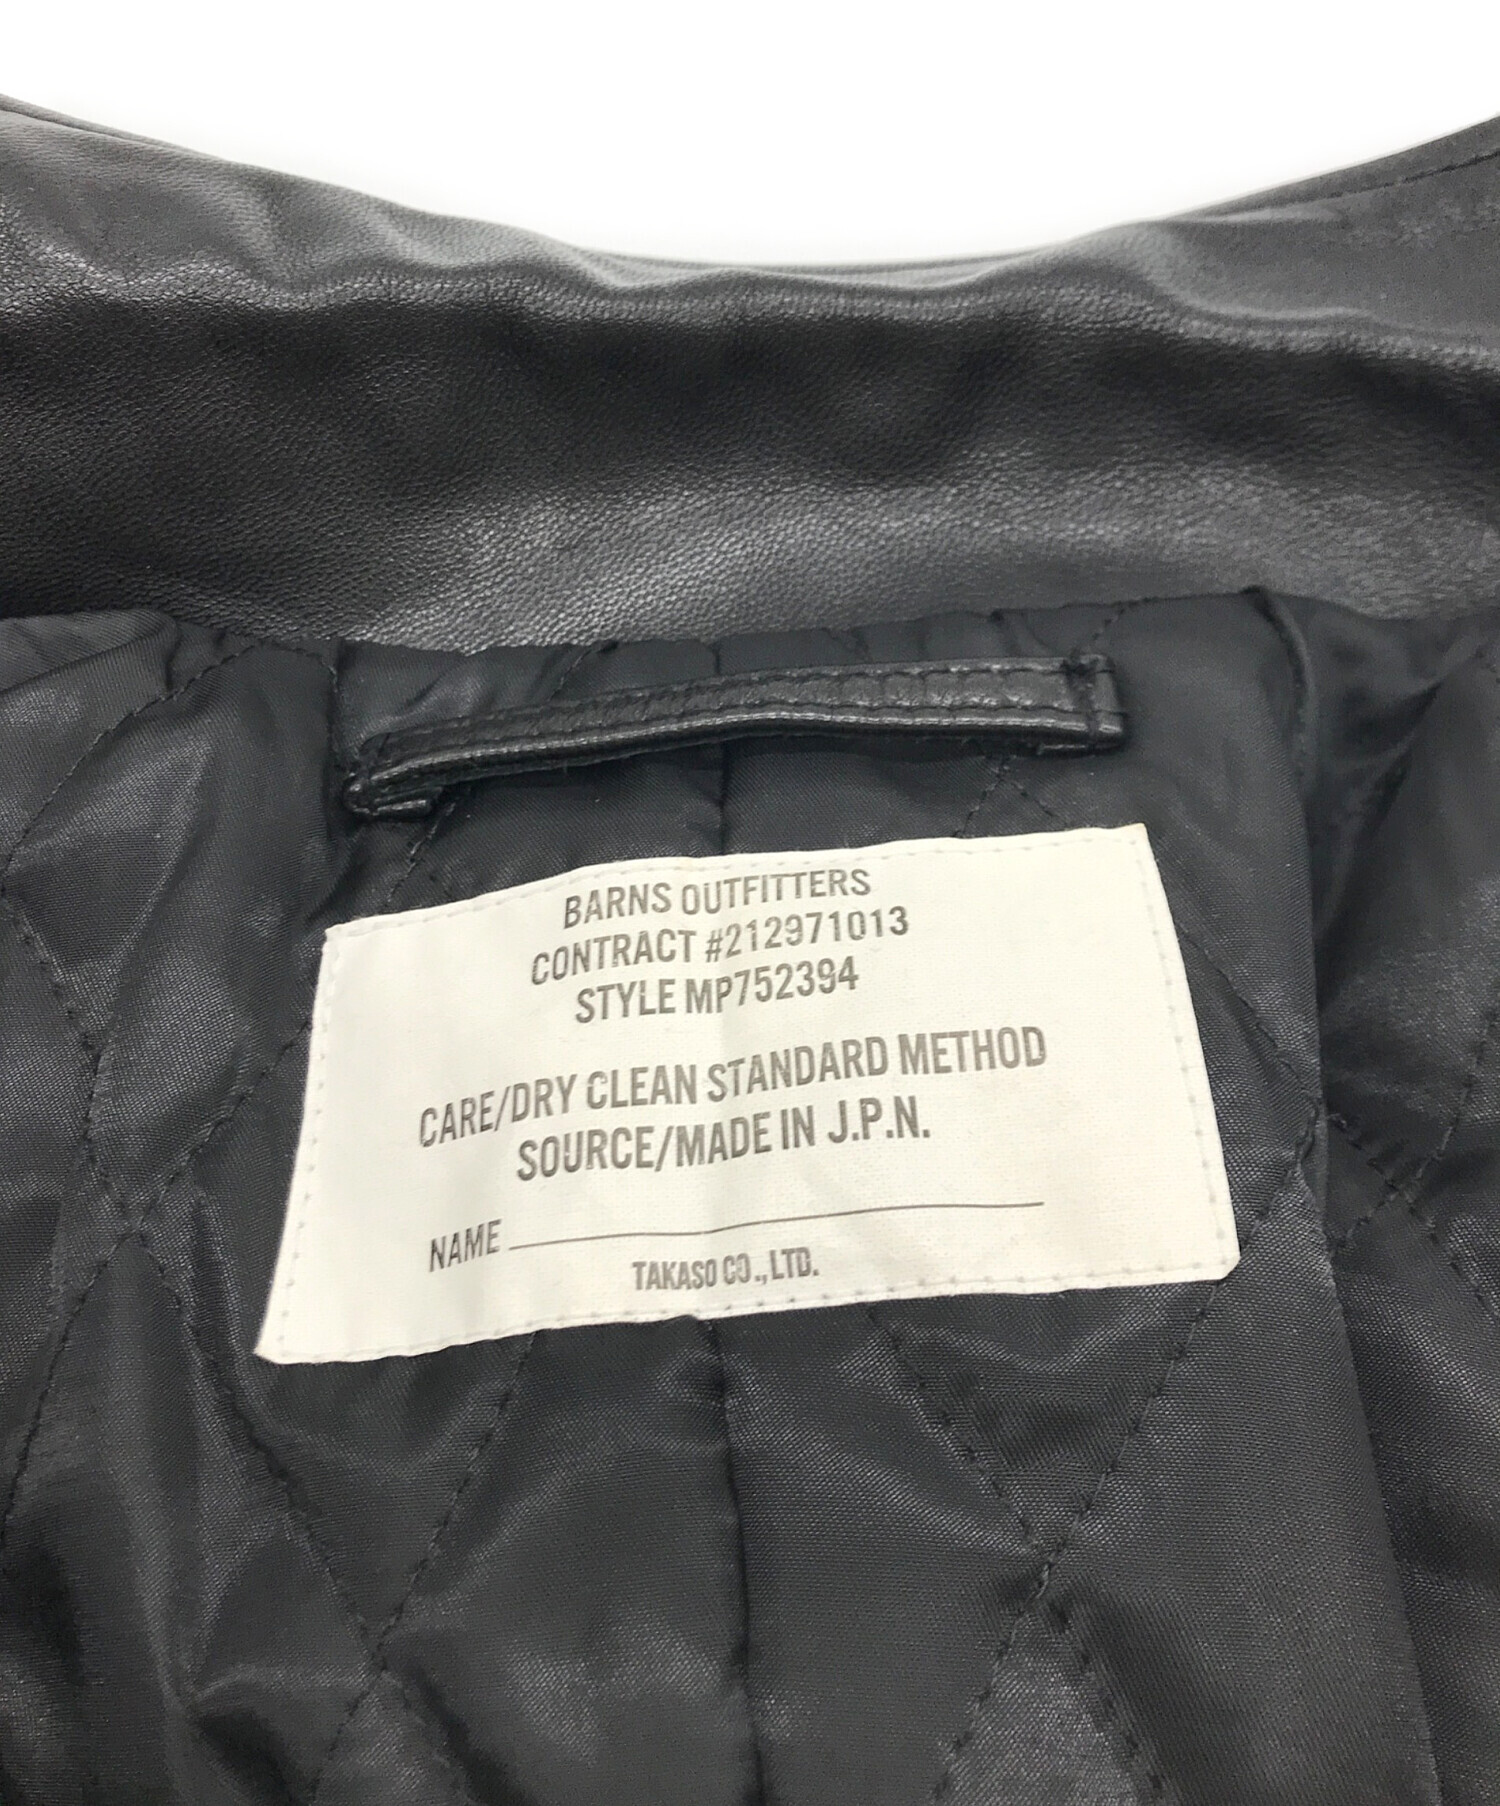 BARNS OUTFITTERS
CONTRACT #212971013
STYLE MP752394
CARE/DRY CLEAN STANDARD METHOD
SOURCE/MADE IN J.P.N.
NAME
TAKASO CO.,LTD.